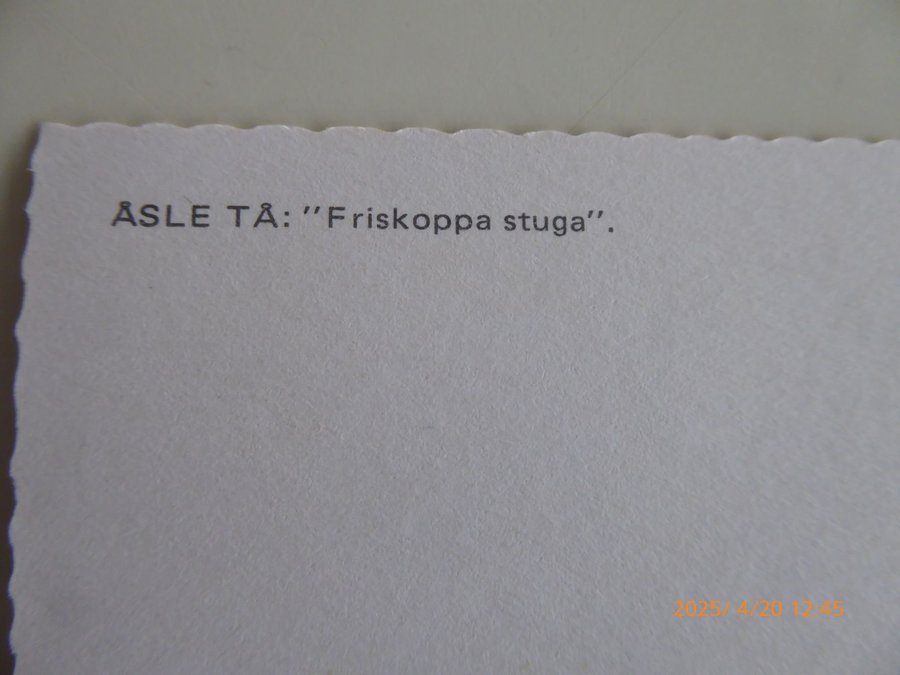 ÅSLE TÅ: ”Friskoppa stuga”.
2025/ 4/20 12:45